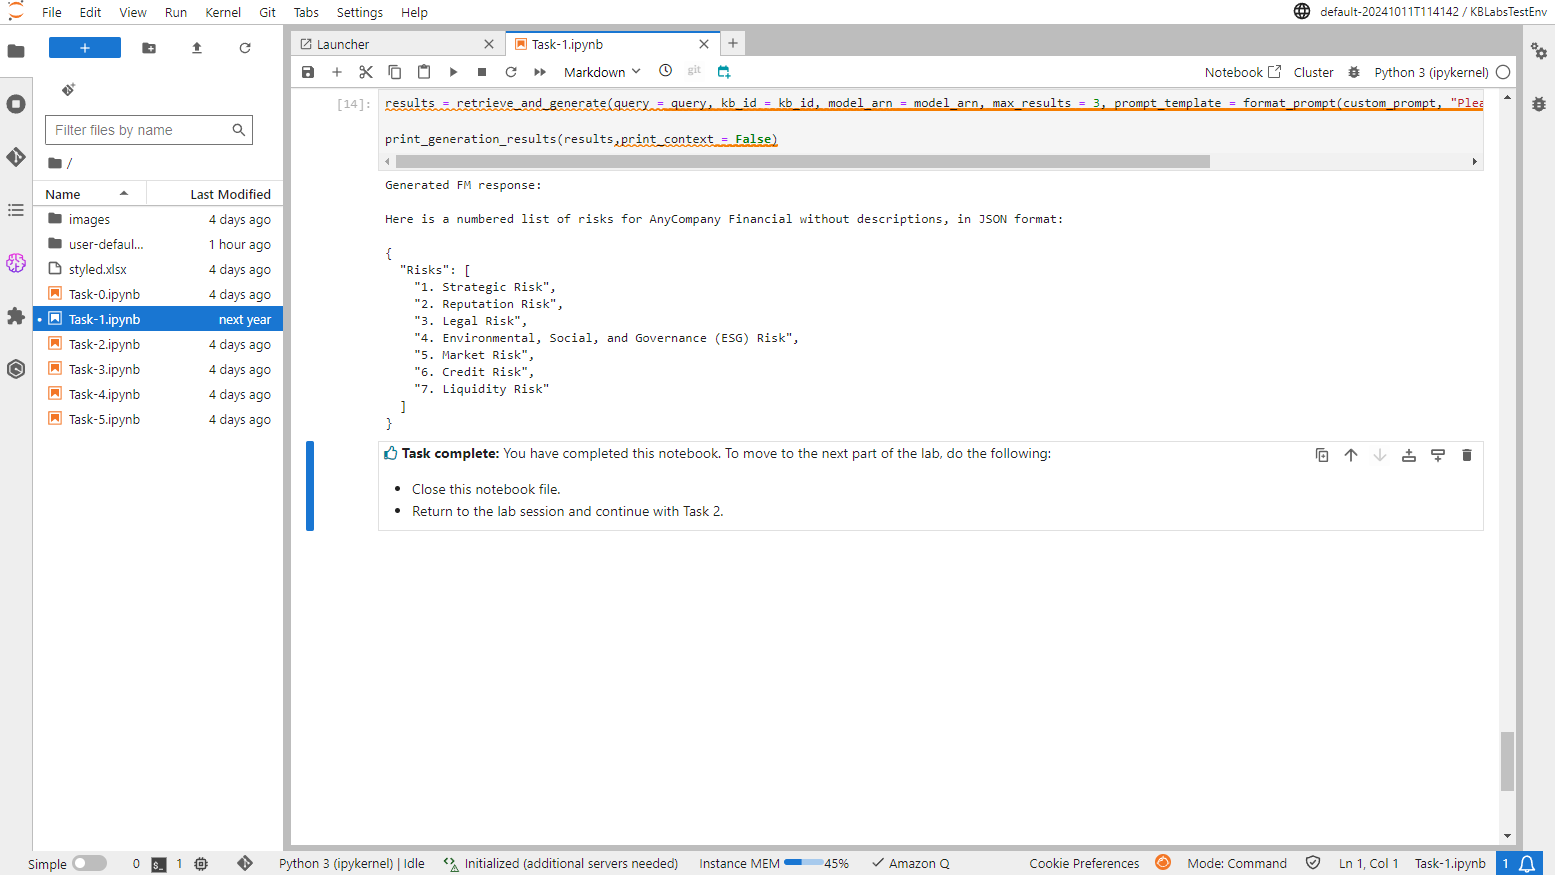 File Edit View Run Kernel Git Tabs Settings Help
default-20241011T114142 / KBLabsTestEnv
Launcher
Task-1.ipynb
Markdown
git
Notebook
Cluster
Python 3 (ipykernel)
Filter files by name
/
Name Last Modified
images 4 days ago
user-defaul... 1 hour ago
styled.xlsx 4 days ago
Task-0.ipynb 4 days ago
Task-1.ipynb next year
Task-2.ipynb 4 days ago
Task-3.ipynb 4 days ago
Task-4.ipynb 4 days ago
Task-5.ipynb 4 days ago
[14]: results = retrieve_and_generate(query = query, kb_id = kb_id, model_arn = model_arn, max_results = 3, prompt_template = format_prompt(custom_prompt, "Plea
print_generation_results(results,print_context = False)
Generated FM response:
Here is a numbered list of risks for AnyCompany Financial without descriptions, in JSON format:
{
"Risks": [
"1. Strategic Risk",
"2. Reputation Risk",
"3. Legal Risk",
"4. Environmental, Social, and Governance (ESG) Risk",
"5. Market Risk",
"6. Credit Risk",
"7. Liquidity Risk"
]
}
Task complete: You have completed this notebook. To move to the next part of the lab, do the following:
• Close this notebook file.
• Return to the lab session and continue with Task 2.
Simple 0 $_ 1 Python 3 (ipykernel) | Idle Initialized (additional servers needed) Instance MEM 45% Amazon Q Cookie Preferences Mode: Command Ln 1, Col 1 Task-1.ipynb 1